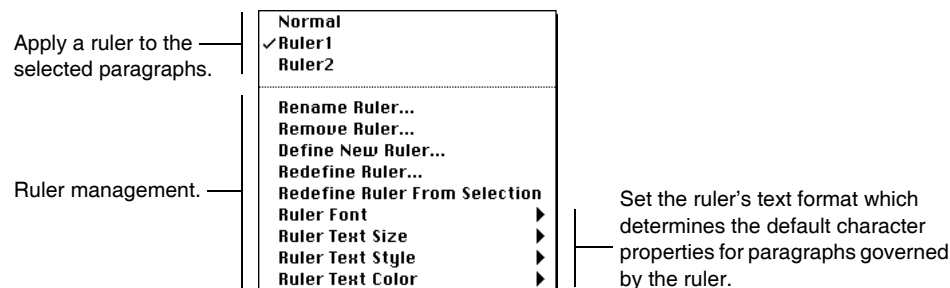 Normal
✓Ruler1
Ruler2
Apply a ruler to the
selected paragraphs.
Rename Ruler...
Remove Ruler...
Define New Ruler...
Redefine Ruler...
Redefine Ruler From Selection
Ruler Font
Ruler Text Size
Ruler Text Style
Ruler Text Color
Ruler management.
Set the ruler's text format which
determines the default character
properties for paragraphs governed
by the ruler.